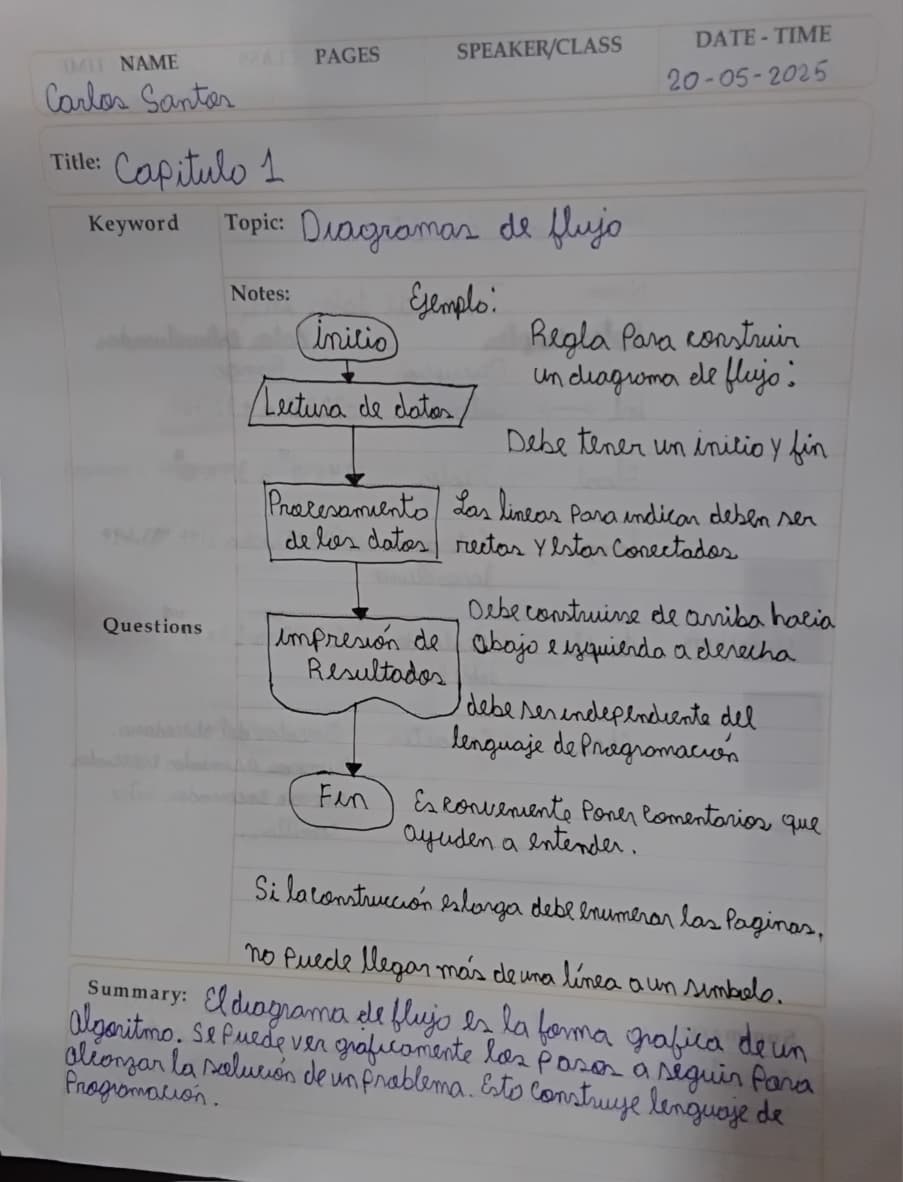 NAME
PAGES
SPEAKER/CLASS
DATE - TIME
Carlos Santos
20-05-2025
Title: Capitulo 1
Keyword
Topic: Diagramas de flujo
Notes:
Ejemplo:
inicio
Lectura de datos
Procesamiento
de los datos
impresión de
Resultados
Fin
Regla Para construir
un diagrama de flujo:
Debe tener un inicio y fin
Las lineas Para indicar deben ser
rectas y estar conectados
Debe construirse de arriba hacia
abajo e izquierda a derecha
debe ser independiente del
lenguaje de Programación
Es conveniente Poner comentarios que
ayuden a entender.
Si la construcción es larga debe enumerar las Paginas,
no puede llegar más de una línea a un simbolo.
Questions
Summary: El diagrama de flujo es la forma grafica de un
algoritmo. Se puede ver graficamente los pasos a seguir para
alcanzar la solución de un problema. Esto construye lenguaje de
Programación.